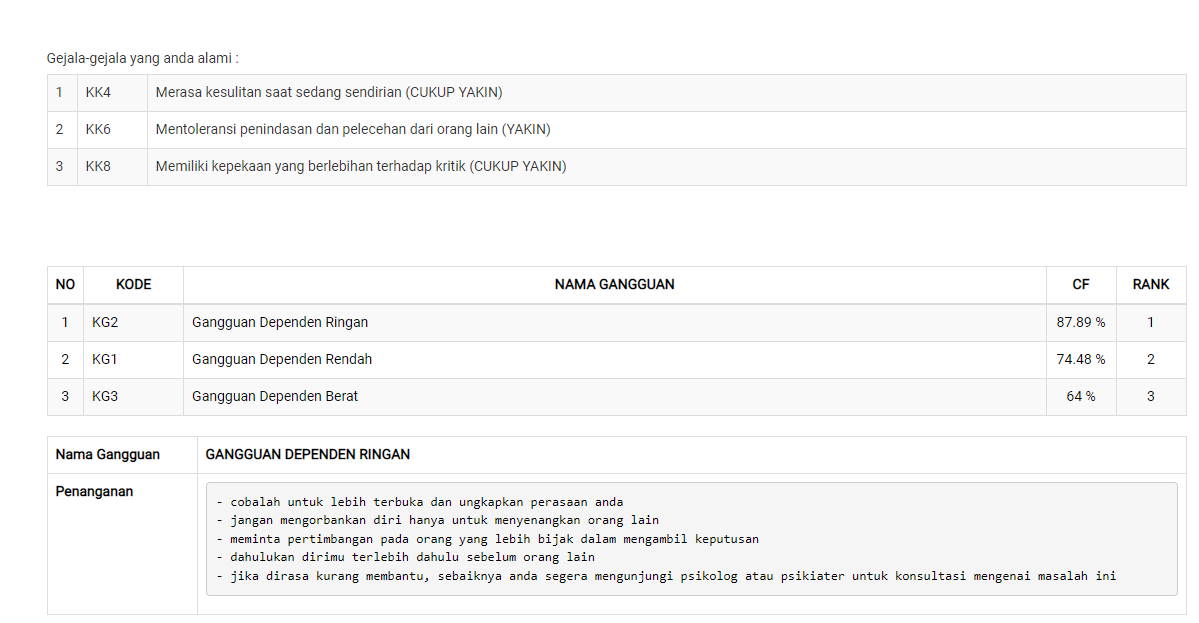 Gejala-gejala yang anda alami :
1 KK4 Merasa kesulitan saat sedang sendirian (CUKUP YAKIN)
2 KK6 Mentoleransi penindasan dan pelecehan dari orang lain (YAKIN)
3 KK8 Memiliki kepekaan yang berlebihan terhadap kritik (CUKUP YAKIN)
NO KODE NAMA GANGGUAN CF RANK
1 KG2 Gangguan Dependen Ringan 87.89 % 1
2 KG1 Gangguan Dependen Rendah 74.48 % 2
3 KG3 Gangguan Dependen Berat 64 % 3
Nama Gangguan GANGGUAN DEPENDEN RINGAN
Penanganan
- cobalah untuk lebih terbuka dan ungkapkan perasaan anda
- jangan mengorbankan diri hanya untuk menyenangkan orang lain
- meminta pertimbangan pada orang yang lebih bijak dalam mengambil keputusan
- dahulukan dirimu terlebih dahulu sebelum orang lain
- jika dirasa kurang membantu, sebaiknya anda segera mengunjungi psikolog atau psikiater untuk konsultasi mengenai masalah ini